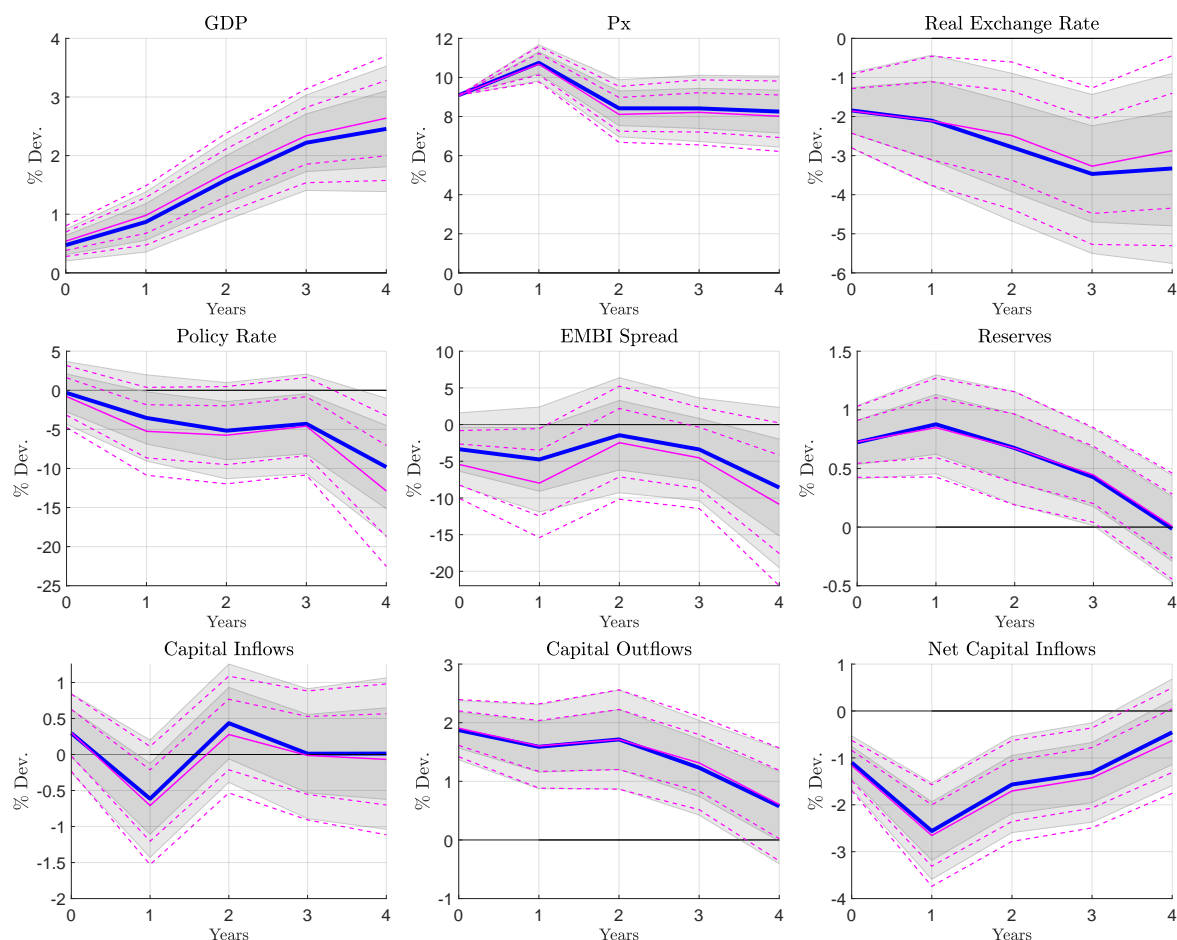 GDP
Px
Real Exchange Rate
% Dev.
4
3
2
1
0
0 1 2 3 4
Years
% Dev.
12
10
8
6
4
2
0
0 1 2 3 4
Years
% Dev.
0
-1
-2
-3
-4
-5
-6
0 1 2 3 4
Years
Policy Rate
EMBI Spread
Reserves
% Dev.
5
0
-5
-10
-15
-20
-25
0 1 2 3 4
Years
% Dev.
10
5
0
-5
-10
-15
-20
0 1 2 3 4
Years
% Dev.
1.5
1
0.5
0
-0.5
0 1 2 3 4
Years
Capital Inflows
Capital Outflows
Net Capital Inflows
% Dev.
1
0.5
0
-0.5
-1
-1.5
-2
0 1 2 3 4
Years
% Dev.
3
2
1
0
-1
0 1 2 3 4
Years
% Dev.
1
0
-1
-2
-3
-4
0 1 2 3 4
Years